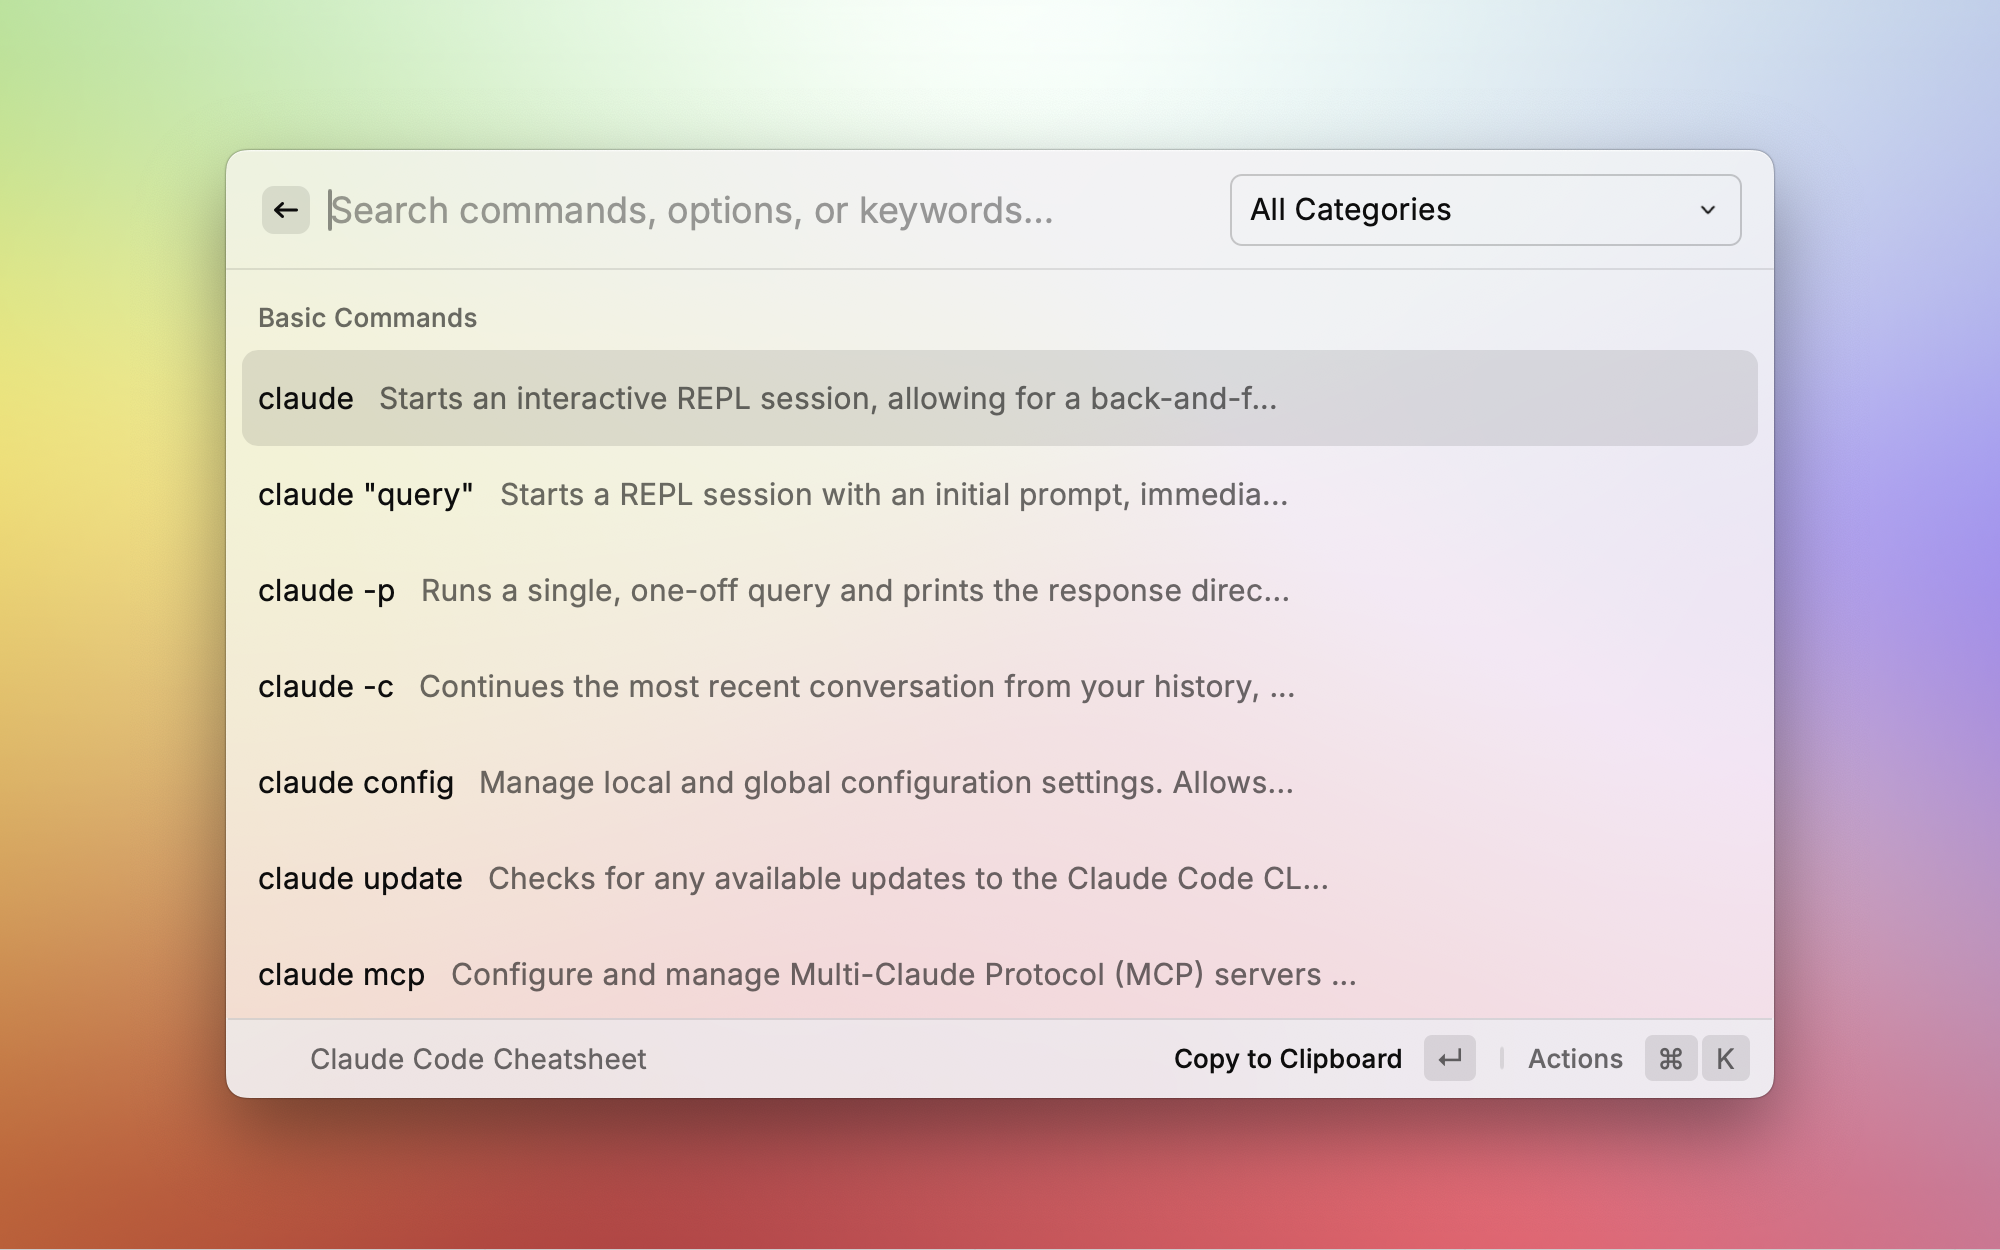 Search commands, options, or keywords...
All Categories
Basic Commands
claude Starts an interactive REPL session, allowing for a back-and-f...
claude "query" Starts a REPL session with an initial prompt, immedia...
claude -p Runs a single, one-off query and prints the response direc...
claude -c Continues the most recent conversation from your history, ...
claude config Manage local and global configuration settings. Allows...
claude update Checks for any available updates to the Claude Code CL...
claude mcp Configure and manage Multi-Claude Protocol (MCP) servers ...
Claude Code Cheatsheet Copy to Clipboard ↵ Actions ⌘ K